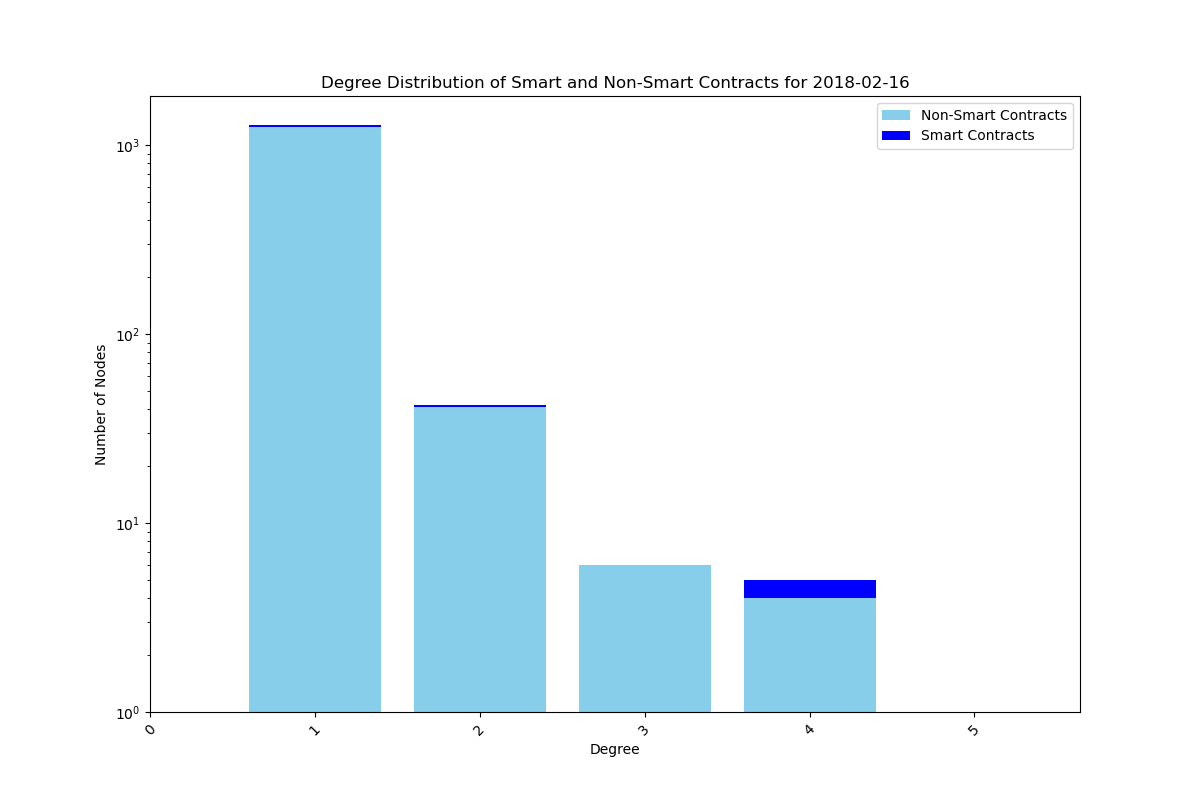 Degree Distribution of Smart and Non-Smart Contracts for 2018-02-16
Non-Smart Contracts
Smart Contracts
Number of Nodes
10³
10²
10¹
10⁰
0
1
2
3
4
5
Degree